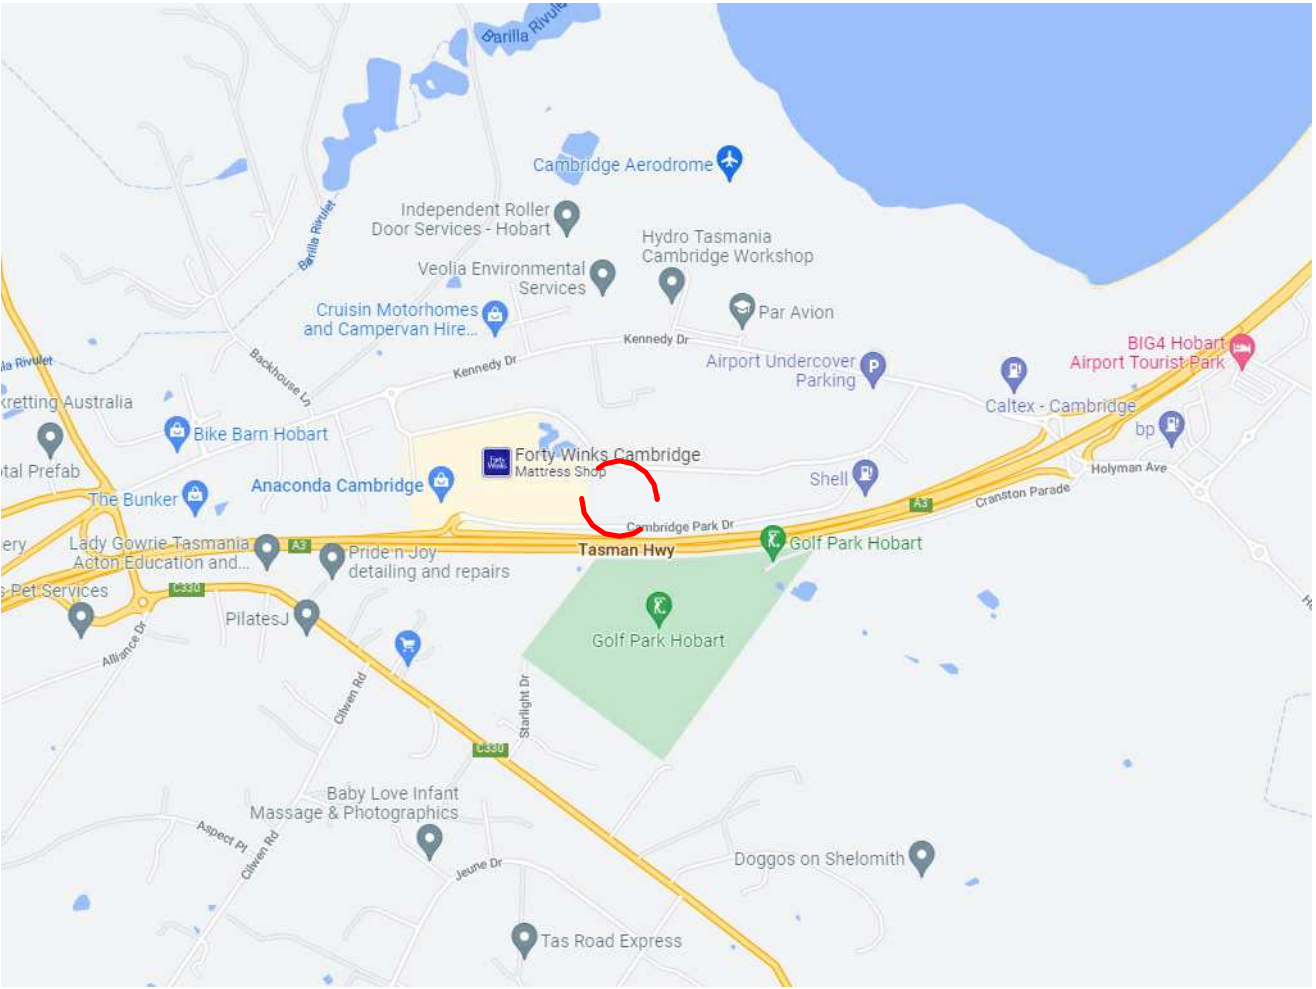 Barilla Rivulet
Cambridge Aerodrome
Independent Roller
Door Services - Hobart
Barilla Rivulet
Hydro Tasmania
Cambridge Workshop
Veolia Environmental
Services
Cruisin Motorhomes
and Campervan Hire...
Par Avion
Kennedy Dr
BIG4 Hobart
Airport Tourist Park
Airport Undercover
Parking
Kennedy Dr
Rivulet
Backhouse Ln
Caltex - Cambridge
Australia
Bike Barn Hobart
bp
Forty Winks Cambridge
Mattress Shop
Forty
Winks
Prefab
Holyman Ave
Shell
Anaconda Cambridge
Cranston Parade
The Bunker
A3
Cambridge Park Dr
Tasman Hwy
Golf Park Hobart
A3
Lady Gowrie Tasmania
Acton Education and...
Pride n Joy
detailing and repairs
Pet Services
C330
PilatesJ
Golf Park Hobart
Alliance Dr
Cilwen Rd
Starlight Dr
C330
Baby Love Infant
Massage & Photographics
Aspect Pl
Cilwen Rd
Jeune Dr
Doggos on Shelomith
Tas Road Express